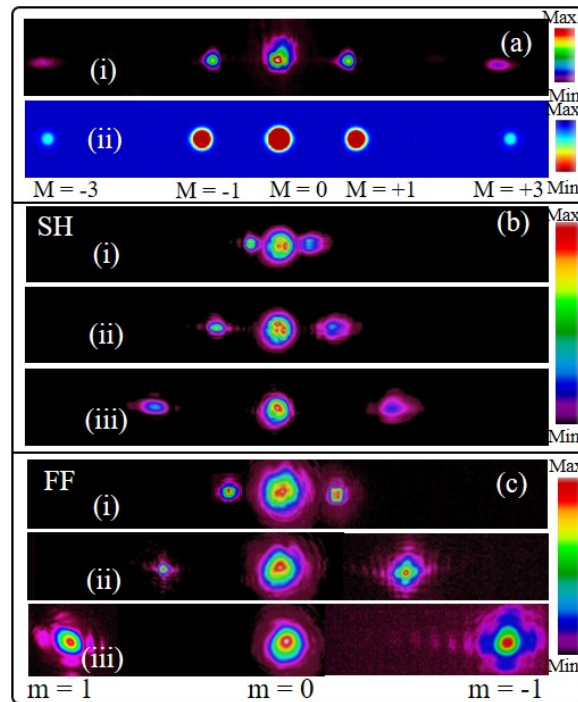 Max
(a)
(i)
Min
Max
(ii)
Min
M = -3 M = -1 M = 0 M = +1 M = +3
SH (b)
(i)
(ii)
(iii)
Max
Min
FF (c)
(i)
(ii)
(iii)
Max
Min
m = 1 m = 0 m = -1